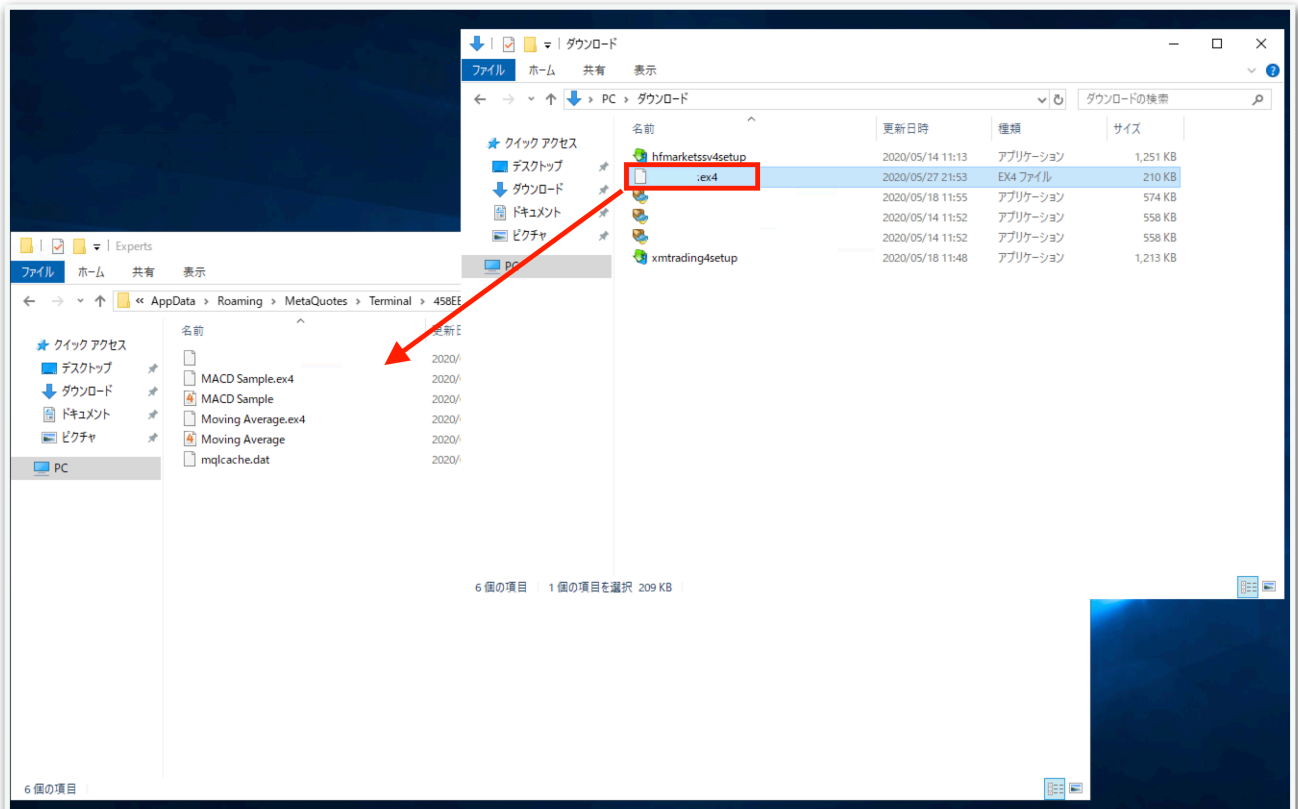 ダウンロード
ファイル ホーム 共有 表示
PC › ダウンロード ダウンロードの検索
クイック アクセス
デスクトップ
ダウンロード
ドキュメント
ピクチャ
PC
名前 更新日時 種類 サイズ
hfmarketssv4setup 2020/05/14 11:13 アプリケーション 1,251 KB
:ex4 2020/05/27 21:53 EX4 ファイル 210 KB
2020/05/18 11:55 アプリケーション 574 KB
2020/05/14 11:52 アプリケーション 558 KB
2020/05/14 11:52 アプリケーション 558 KB
xmtrading4setup 2020/05/18 11:48 アプリケーション 1,213 KB
6 個の項目 1 個の項目を選択 209 KB
Experts
ファイル ホーム 共有 表示
« AppData › Roaming › MetaQuotes › Terminal ›
クイック アクセス
デスクトップ
ダウンロード
ドキュメント
ピクチャ
PC
名前
2020/
MACD Sample.ex4 2020/
MACD Sample 2020/
Moving Average.ex4 2020/
Moving Average 2020/
mqlcache.dat 2020/
6 個の項目